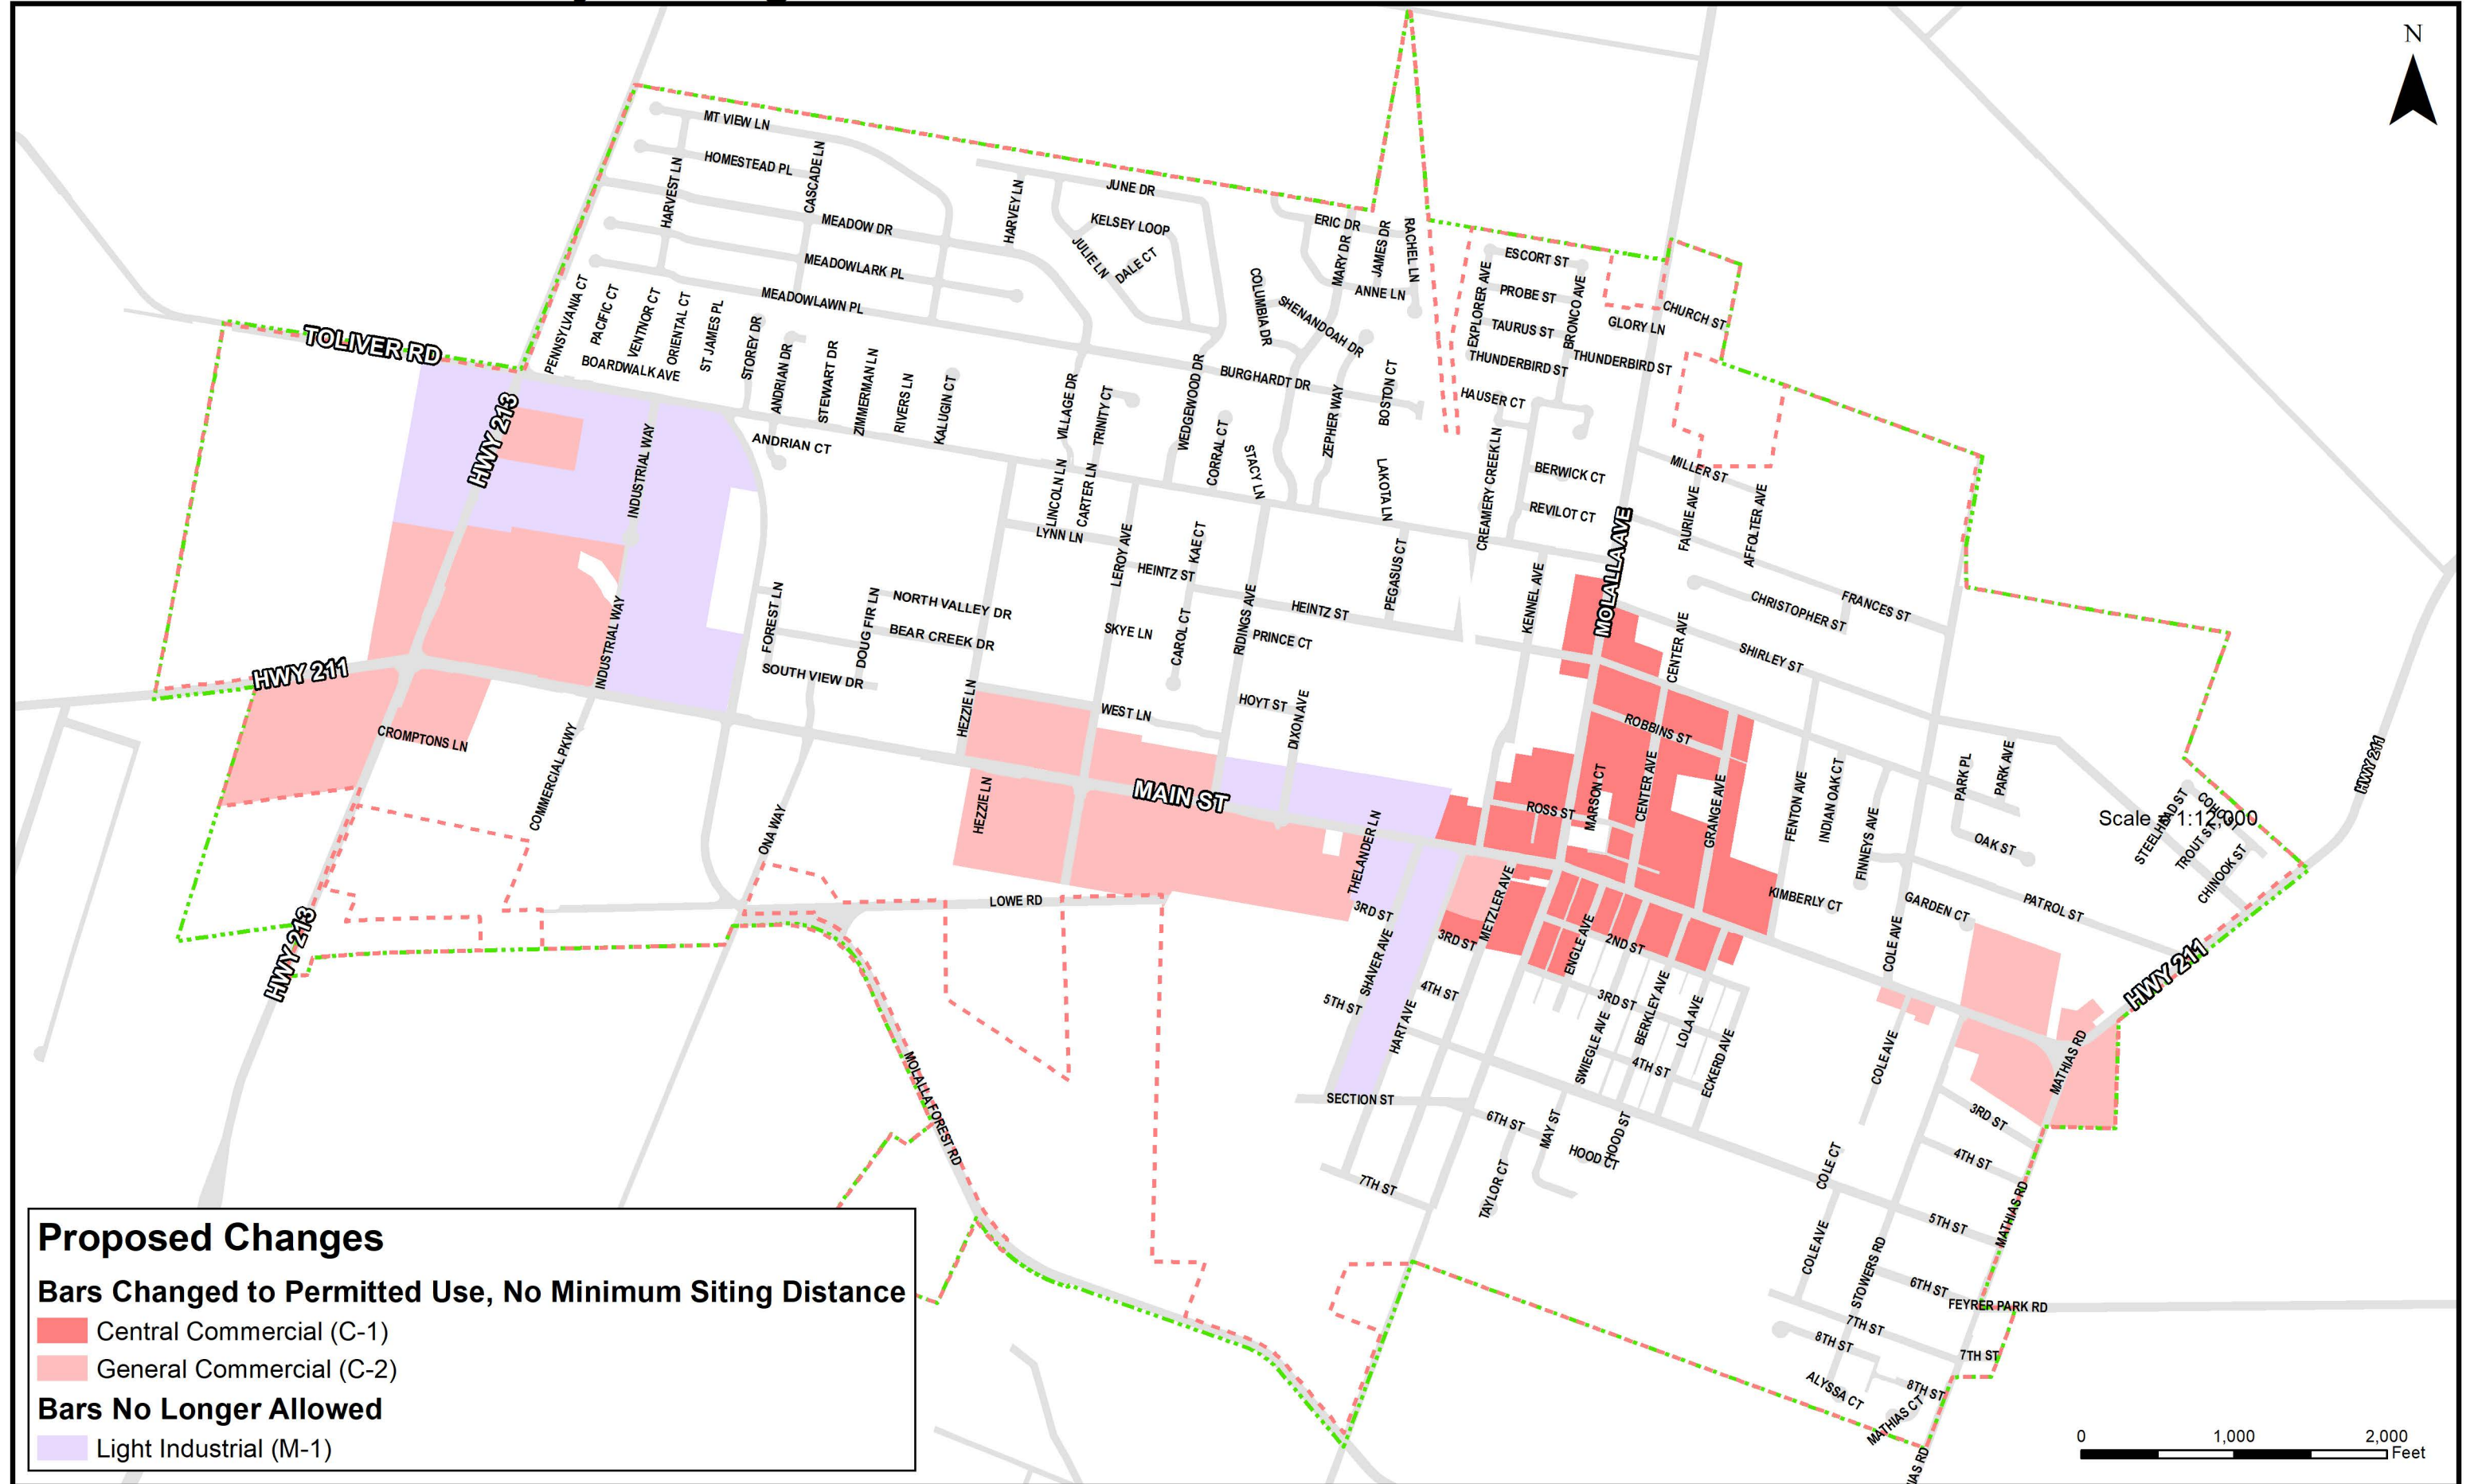 N
MT VIEW LN
HOMESTEAD PL
HARVEST LN
CASCADE LN
MEADOW DR
MEADOWLARK PL
MEADOWLAWN PL
HARVEY LN
JUNE DR
KELSEY LOOP
JULIE LN
DALE CT
COLUMBIA DR
SHENANDOAH DR
ERIC DR
MARY DR
JAMES DR
RACHEL LN
ANNE LN
EXPLORER AVE
ESCORT ST
PROBE ST
TAURUS ST
BRONCO AVE
THUNDERBIRD ST
THUNDERBIRD ST
GLORY LN
CHURCH ST
TOLIVER RD
PENNSYLVANIA CT
PACIFIC CT
VENTNOR CT
ORIENTAL CT
ST JAMES PL
BOARDWALK AVE
STOREY DR
ANDRIAN DR
STEWART DR
ZIMMERMAN LN
RIVERS LN
KALUGIN CT
ANDRIAN CT
VILLAGE DR
TRINITY CT
WEDGEWOOD DR
CORRAL CT
STACY LN
BURGHARDT DR
ZEPHER WAY
BOSTON CT
HAUSER CT
LAKOTA LN
CREAMERY CREEK LN
BERWICK CT
REVILOT CT
MILLER ST
FAURIE AVE
AFFOLTER AVE
HWY 213
INDUSTRIAL WAY
LINCOLN LN
CARTER LN
LYNN LN
LEROY AVE
KAE CT
HEINTZ ST
HEINTZ ST
PEGASUS CT
KENNEL AVE
MOLALLA AVE
CHRISTOPHER ST
FRANCES ST
INDUSTRIAL WAY
FOREST LN
DOUG FIR LN
NORTH VALLEY DR
BEAR CREEK DR
SOUTH VIEW DR
SKYE LN
CAROL CT
RIDINGS AVE
PRINCE CT
CENTER AVE
SHIRLEY ST
HWY 211
CROMPTONS LN
COMMERCIAL PKWY
HEZZIE LN
WEST LN
HOYT ST
DIXON AVE
ROBBINS ST
MAIN ST
HEZZIE LN
ONA WAY
THELANDER LN
ROSS ST
MARSON CT
CENTER AVE
GRANGE AVE
FENTON AVE
INDIAN OAK CT
FINNEYS AVE
PARK PL
PARK AVE
OAK ST
HWY 211
Scale 1:12,000
STEELHEAD ST
COHO ST
TROUT ST
CHINOOK ST
LOWE RD
3RD ST
METZLER AVE
3RD ST
SHAVER AVE
4TH ST
5TH ST
HART AVE
ENGLE AVE
2ND ST
3RD ST
SWIEGLE AVE
BERKLEY AVE
LOLA AVE
4TH ST
ECKERD AVE
KIMBERLY CT
COLE AVE
GARDEN CT
PATROL ST
HWY 211
HWY 213
MOLALLA FOREST RD
SECTION ST
6TH ST
MAY ST
HOOD ST
HOOD CT
TAYLOR CT
7TH ST
COLE AVE
MATHIAS RD
3RD ST
4TH ST
COLE CT
5TH ST
MATHIAS RD
COLE AVE
STOWERS RD
6TH ST
FEYRER PARK RD
7TH ST
8TH ST
7TH ST
ALYSSA CT
8TH ST
MATHIAS CT
Proposed Changes
Bars Changed to Permitted Use, No Minimum Siting Distance
Central Commercial (C-1)
General Commercial (C-2)
Bars No Longer Allowed
Light Industrial (M-1)
0 1,000 2,000
Feet